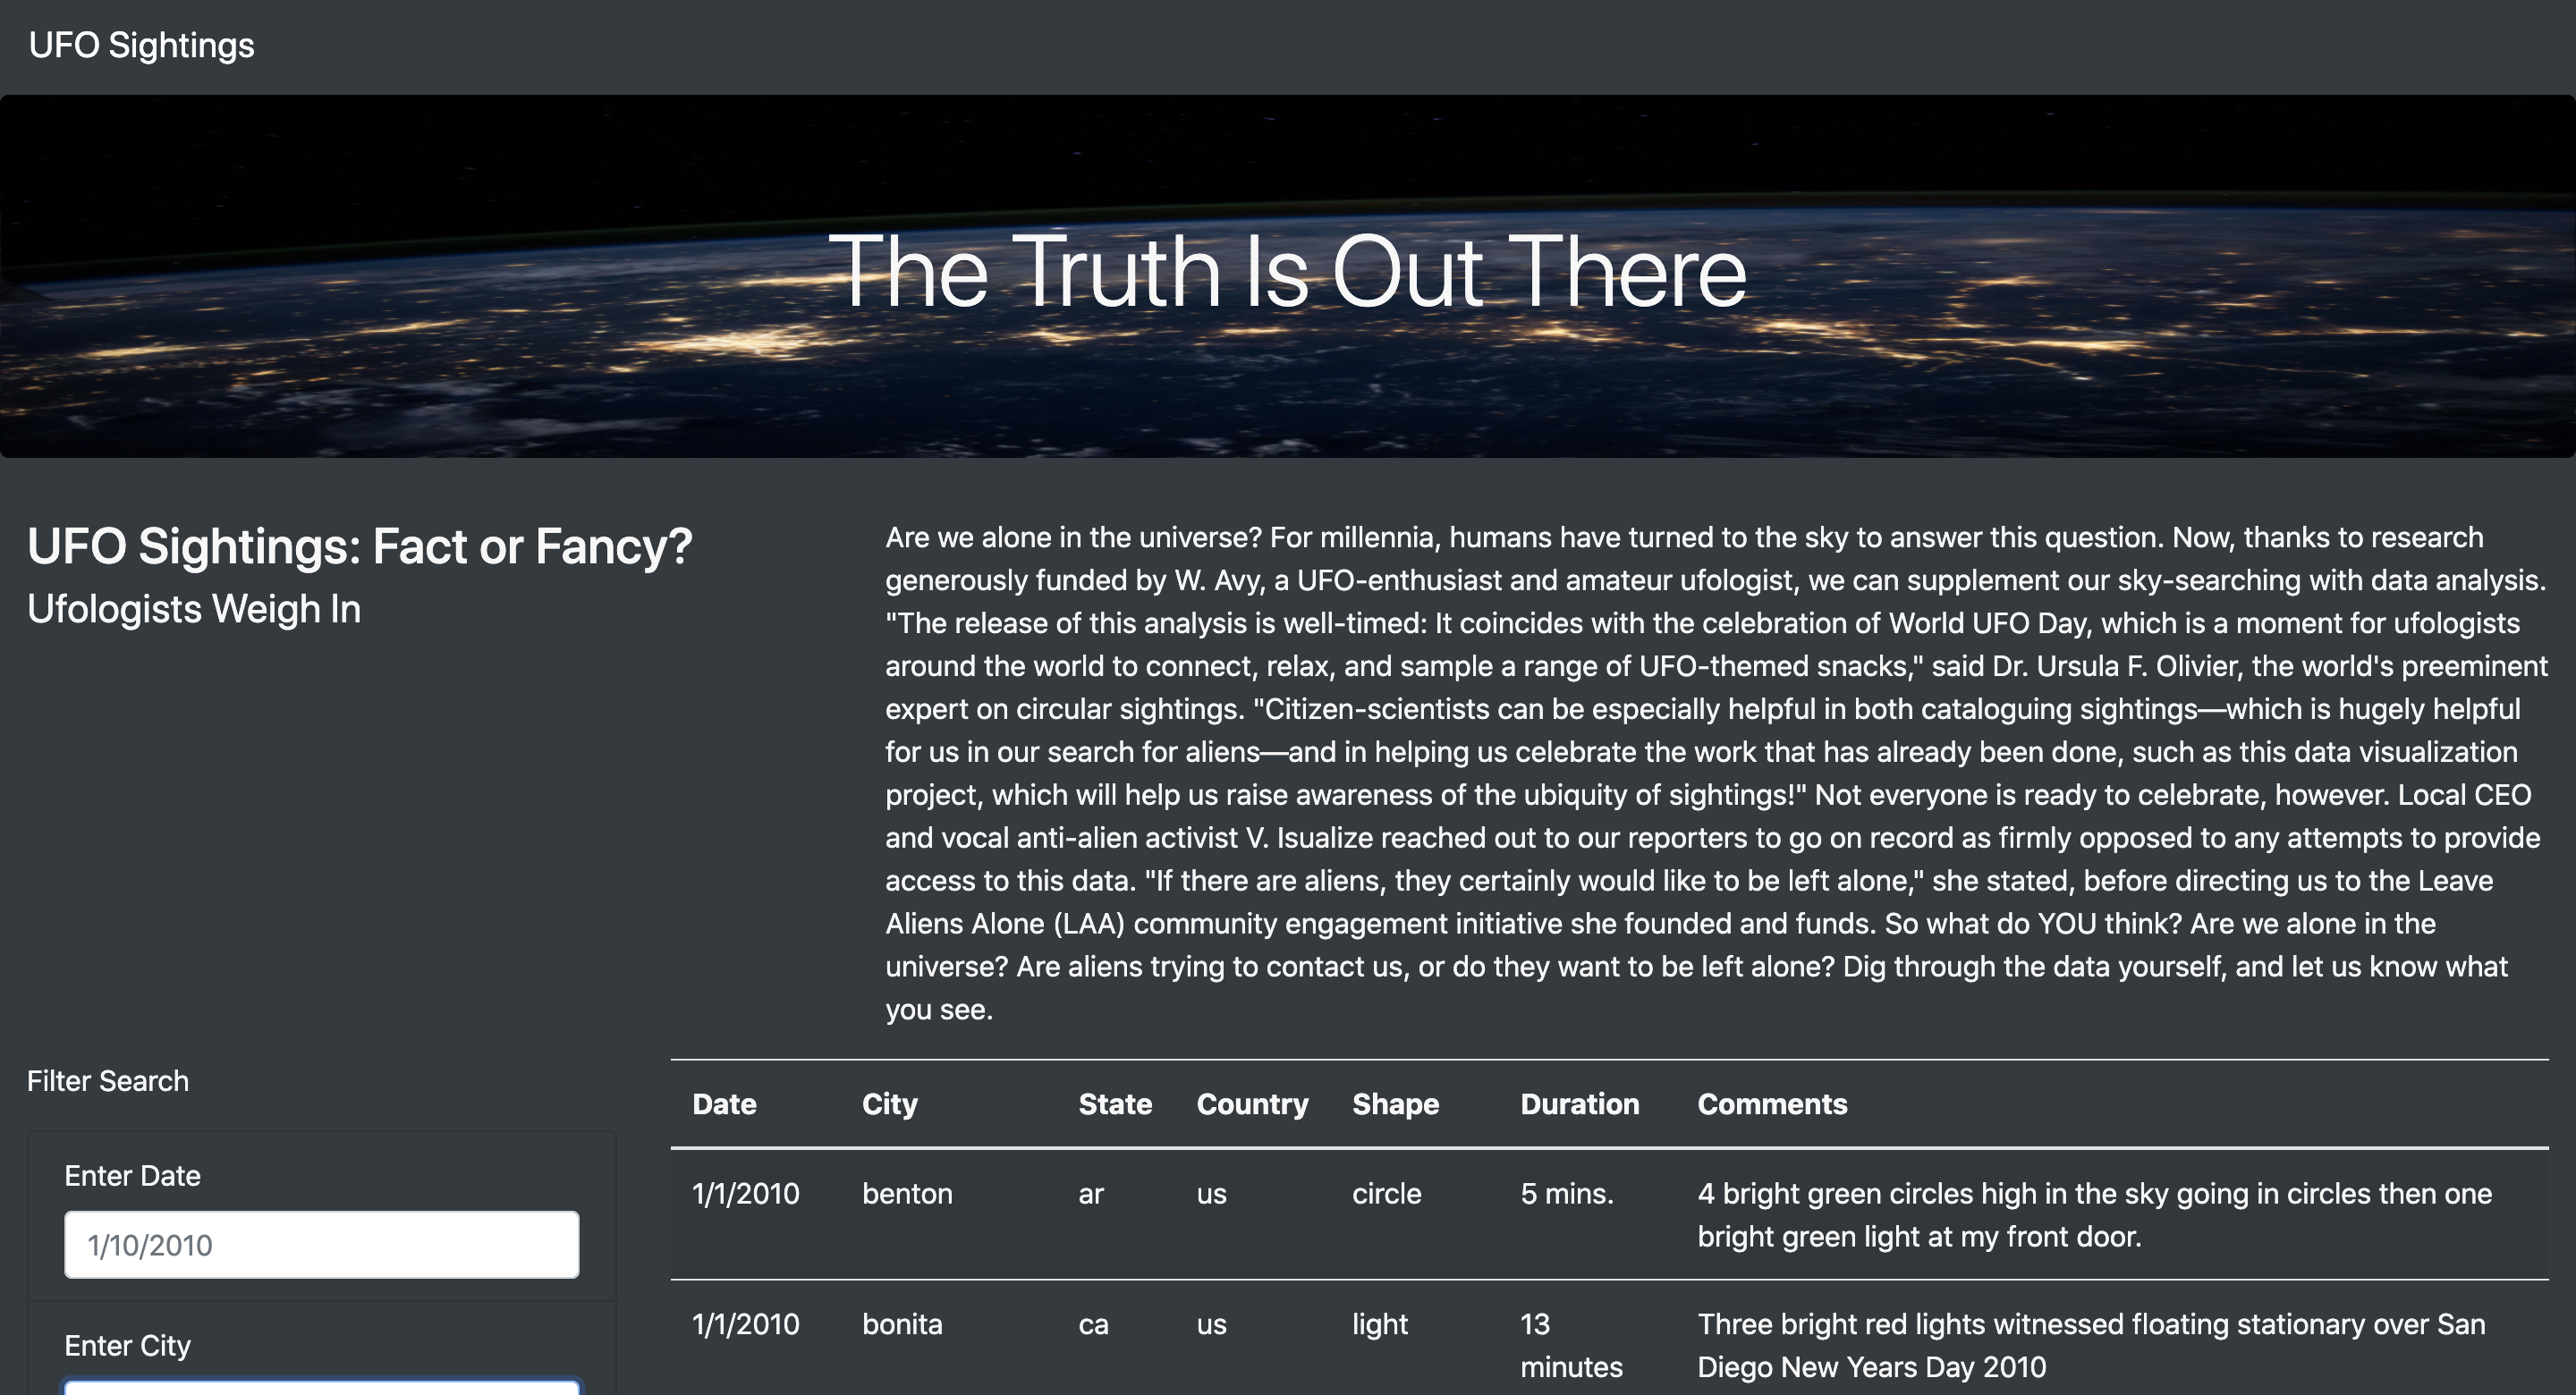 UFO Sightings
The Truth Is Out There
UFO Sightings: Fact or Fancy?
Ufologists Weigh In
Are we alone in the universe? For millennia, humans have turned to the sky to answer this question. Now, thanks to research
generously funded by W. Avy, a UFO-enthusiast and amateur ufologist, we can supplement our sky-searching with data analysis.
"The release of this analysis is well-timed: It coincides with the celebration of World UFO Day, which is a moment for ufologists
around the world to connect, relax, and sample a range of UFO-themed snacks," said Dr. Ursula F. Olivier, the world's preeminent
expert on circular sightings. "Citizen-scientists can be especially helpful in both cataloguing sightings—which is hugely helpful
for us in our search for aliens—and in helping us celebrate the work that has already been done, such as this data visualization
project, which will help us raise awareness of the ubiquity of sightings!" Not everyone is ready to celebrate, however. Local CEO
and vocal anti-alien activist V. Isualize reached out to our reporters to go on record as firmly opposed to any attempts to provide
access to this data. "If there are aliens, they certainly would like to be left alone," she stated, before directing us to the Leave
Aliens Alone (LAA) community engagement initiative she founded and funds. So what do YOU think? Are we alone in the
universe? Are aliens trying to contact us, or do they want to be left alone? Dig through the data yourself, and let us know what
you see.
Filter Search
Enter Date
1/10/2010
Enter City
Date City State Country Shape Duration Comments
1/1/2010 benton ar us circle 5 mins. 4 bright green circles high in the sky going in circles then one
bright green light at my front door.
1/1/2010 bonita ca us light 13 Three bright red lights witnessed floating stationary over San
minutes Diego New Years Day 2010